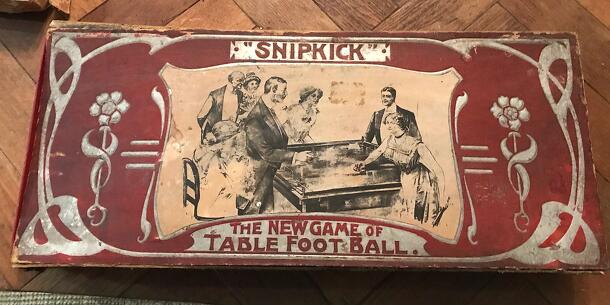 "SNIPKICK"
THE NEW GAME OF
TABLE FOOT BALL.